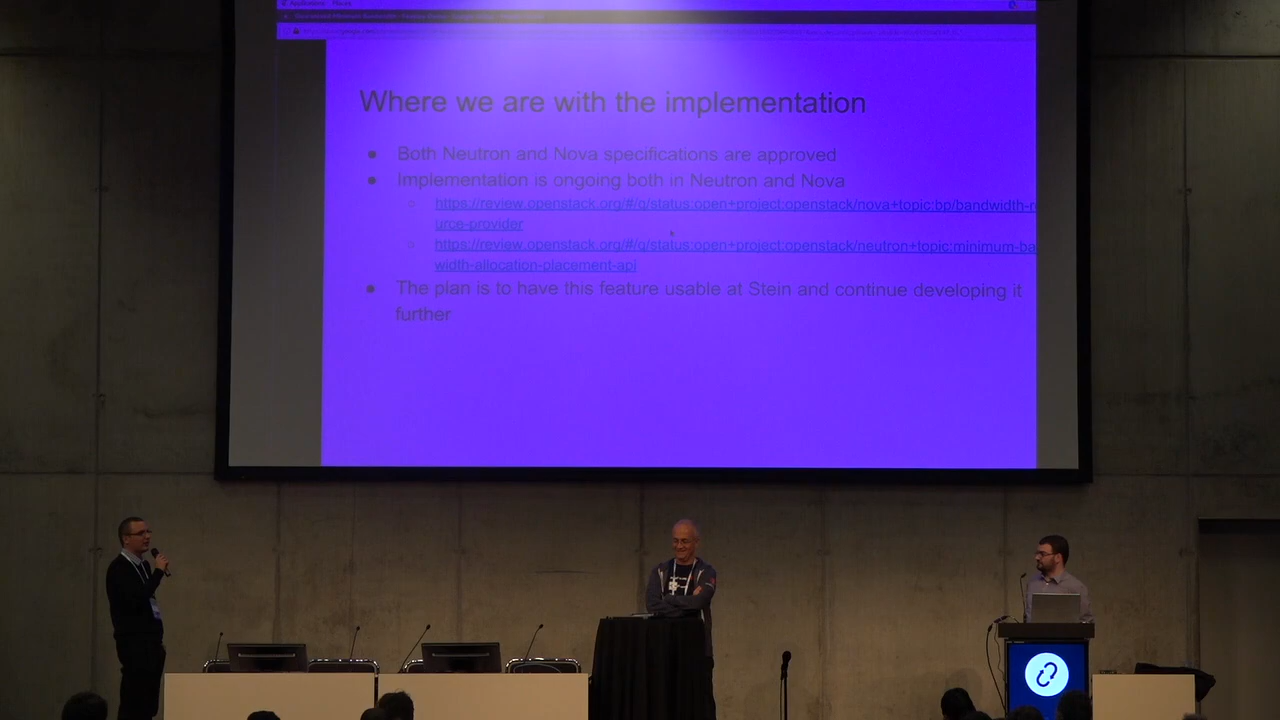 Applications Places
Where we are with the implementation
● Both Neutron and Nova specifications are approved
● Implementation is ongoing both in Neutron and Nova
○ https://review.openstack.org/#/q/status:open+project:openstack/nova+topic:bp/bandwidth-r
urce-provider
○ https://review.openstack.org/#/q/status:open+project:openstack/neutron+topic:minimum-ba
width-allocation-placement-api
● The plan is to have this feature usable at Stein and continue developing it
further